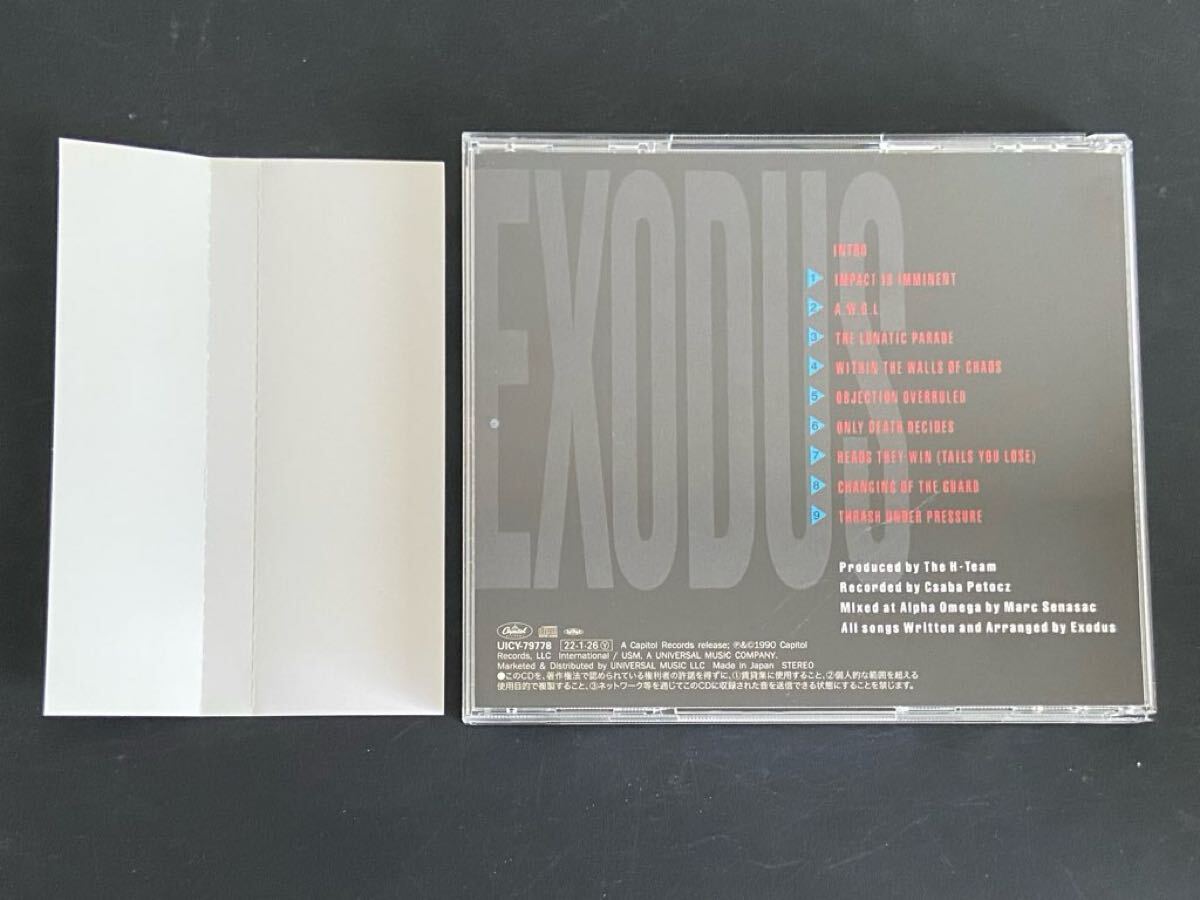 EXODUS
INTRO
1 IMPACT IS IMMINENT
2 A.W.O.L
3 THE LUNATIC PARADE
4 WITHIN THE WALLS OF CHAOS
5 OBJECTION OVERRULED
6 ONLY DEATH DECIDES
7 HEADS THEY WIN (TAILS YOU LOSE)
8 CHANGING OF THE GUARD
9 THRASH UNDER PRESSURE
Produced by The H-Team
Recorded by Csaba Petocz
Mixed at Alpha Omega by Marc Senasac
All songs Written and Arranged by Exodus
Capitol
UICY-79778 22・1・26 Ⓨ A Capitol Records release; ℗&©1990 Capitol
Records, LLC International / USM, A UNIVERSAL MUSIC COMPANY.
Marketed & Distributed by UNIVERSAL MUSIC LLC Made in Japan STEREO
●このCDを、著作権法で認められている権利者の許諾を得ずに、①賃貸業に使用すること、②個人的な範囲を超える
使用目的で複製すること、③ネットワーク等を通じてこのCDに収録された音を送信できる状態にすることを禁じます。